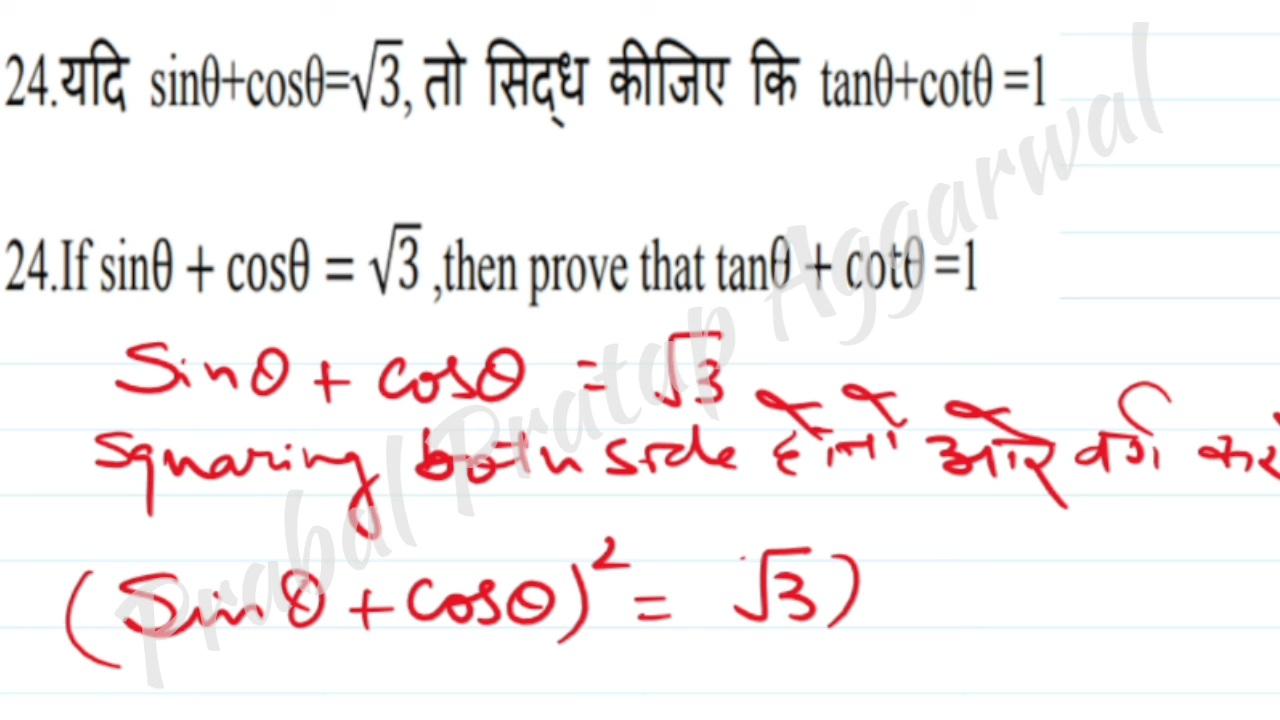 24.यदि sinθ+cosθ=√3, तो सिद्ध कीजिए कि tanθ+cotθ =1
24.If sinθ + cosθ = √3 ,then prove that tanθ + cotθ =1
Sinθ + cosθ = √3
Squaring both side दोनों ओर वर्ग करने
(Sinθ + cosθ)² = √3)
Prabal Pratap Aggarwal